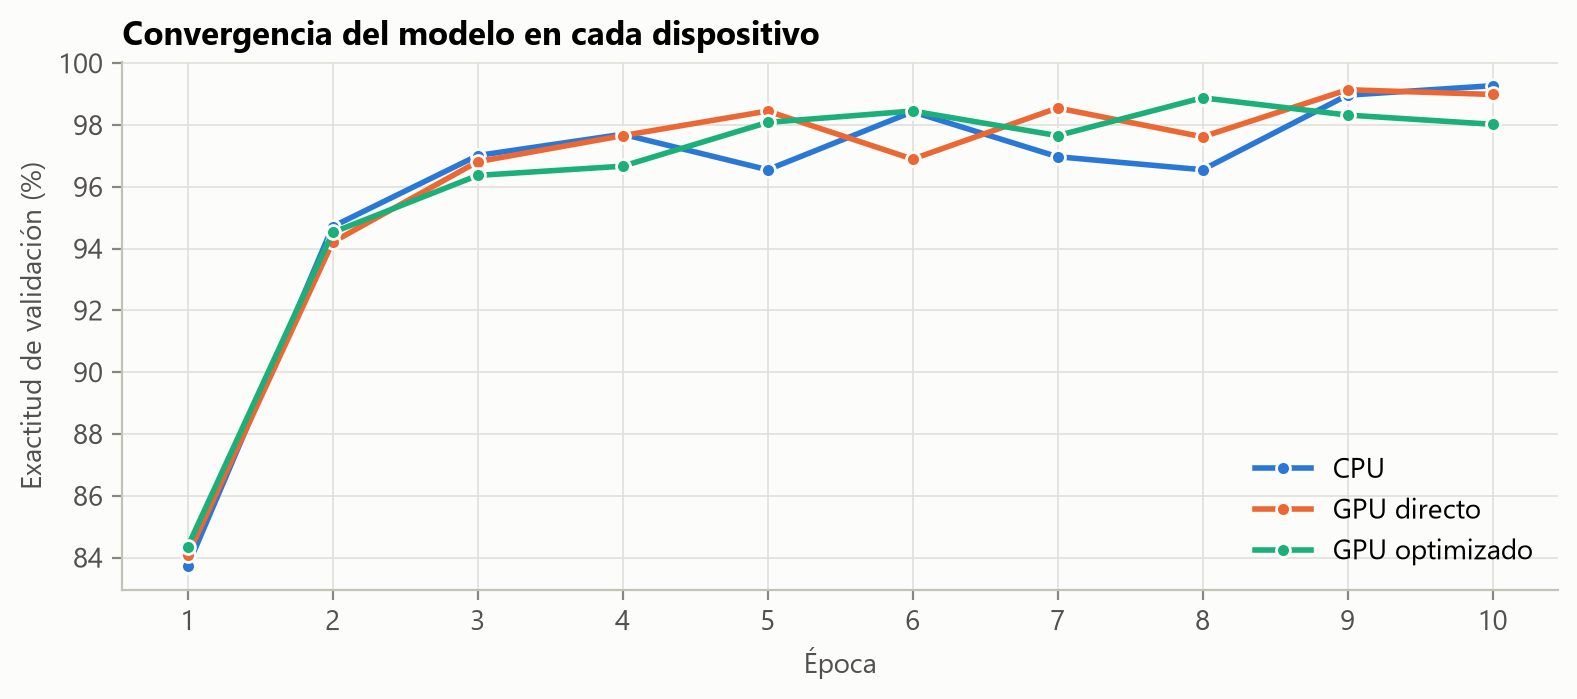 Convergencia del modelo en cada dispositivo
Exactitud de validación (%)
100
98
96
94
92
90
88
86
84
CPU
GPU directo
GPU optimizado
1 2 3 4 5 6 7 8 9 10
Época